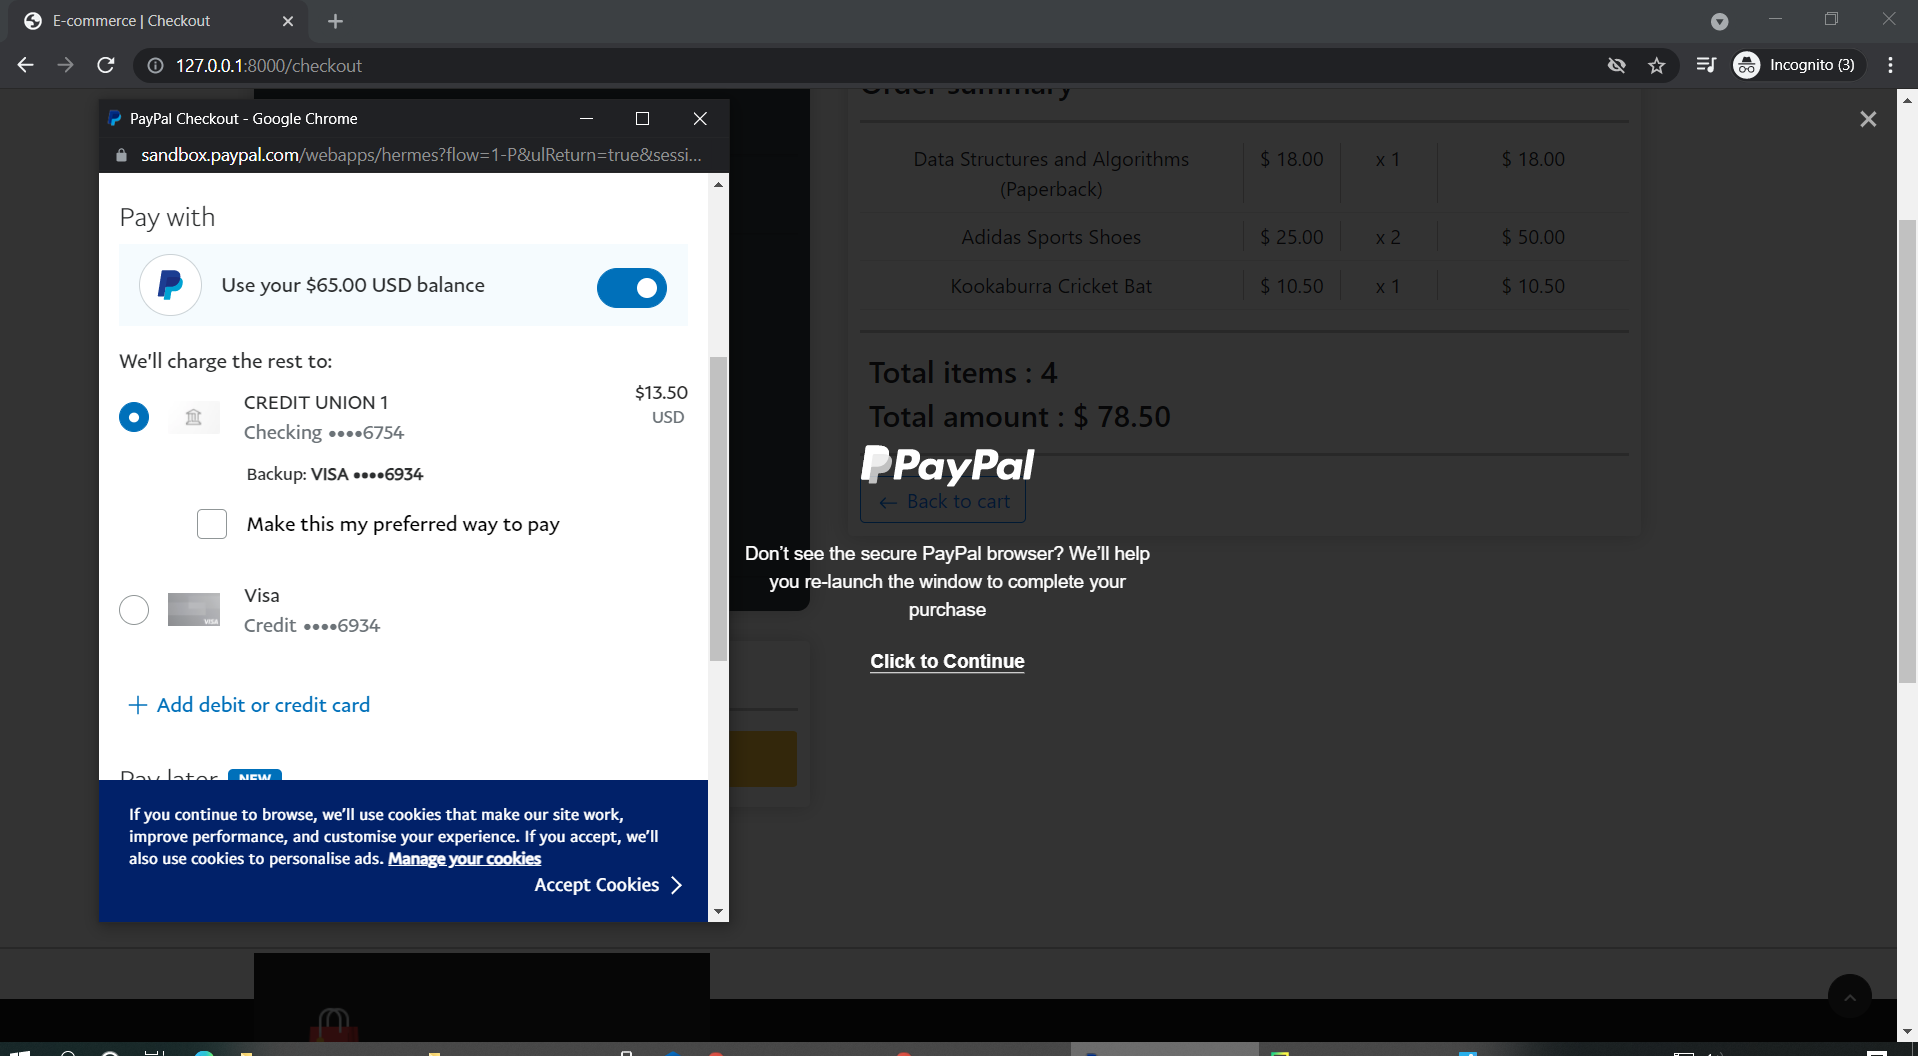 E-commerce | Checkout
127.0.0.1:8000/checkout
Incognito (3)
PayPal Checkout - Google Chrome
sandbox.paypal.com/webapps/hermes?flow=1-P&ulReturn=true&sessi...
Pay with
Use your $65.00 USD balance
We'll charge the rest to:
CREDIT UNION 1
$13.50
USD
Checking ••••6754
Backup: VISA ••••6934
Make this my preferred way to pay
Visa
VISA
Credit ••••6934
+ Add debit or credit card
Pay later NEW
If you continue to browse, we’ll use cookies that make our site work,
improve performance, and customise your experience. If you accept, we’ll
also use cookies to personalise ads. Manage your cookies
Accept Cookies
Order summary
Data Structures and Algorithms (Paperback) $ 18.00 x 1 $ 18.00
Adidas Sports Shoes $ 25.00 x 2 $ 50.00
Kookaburra Cricket Bat $ 10.50 x 1 $ 10.50
Total items : 4
Total amount : $ 78.50
PayPal
← Back to cart
Don’t see the secure PayPal browser? We’ll help
you re-launch the window to complete your
purchase
Click to Continue